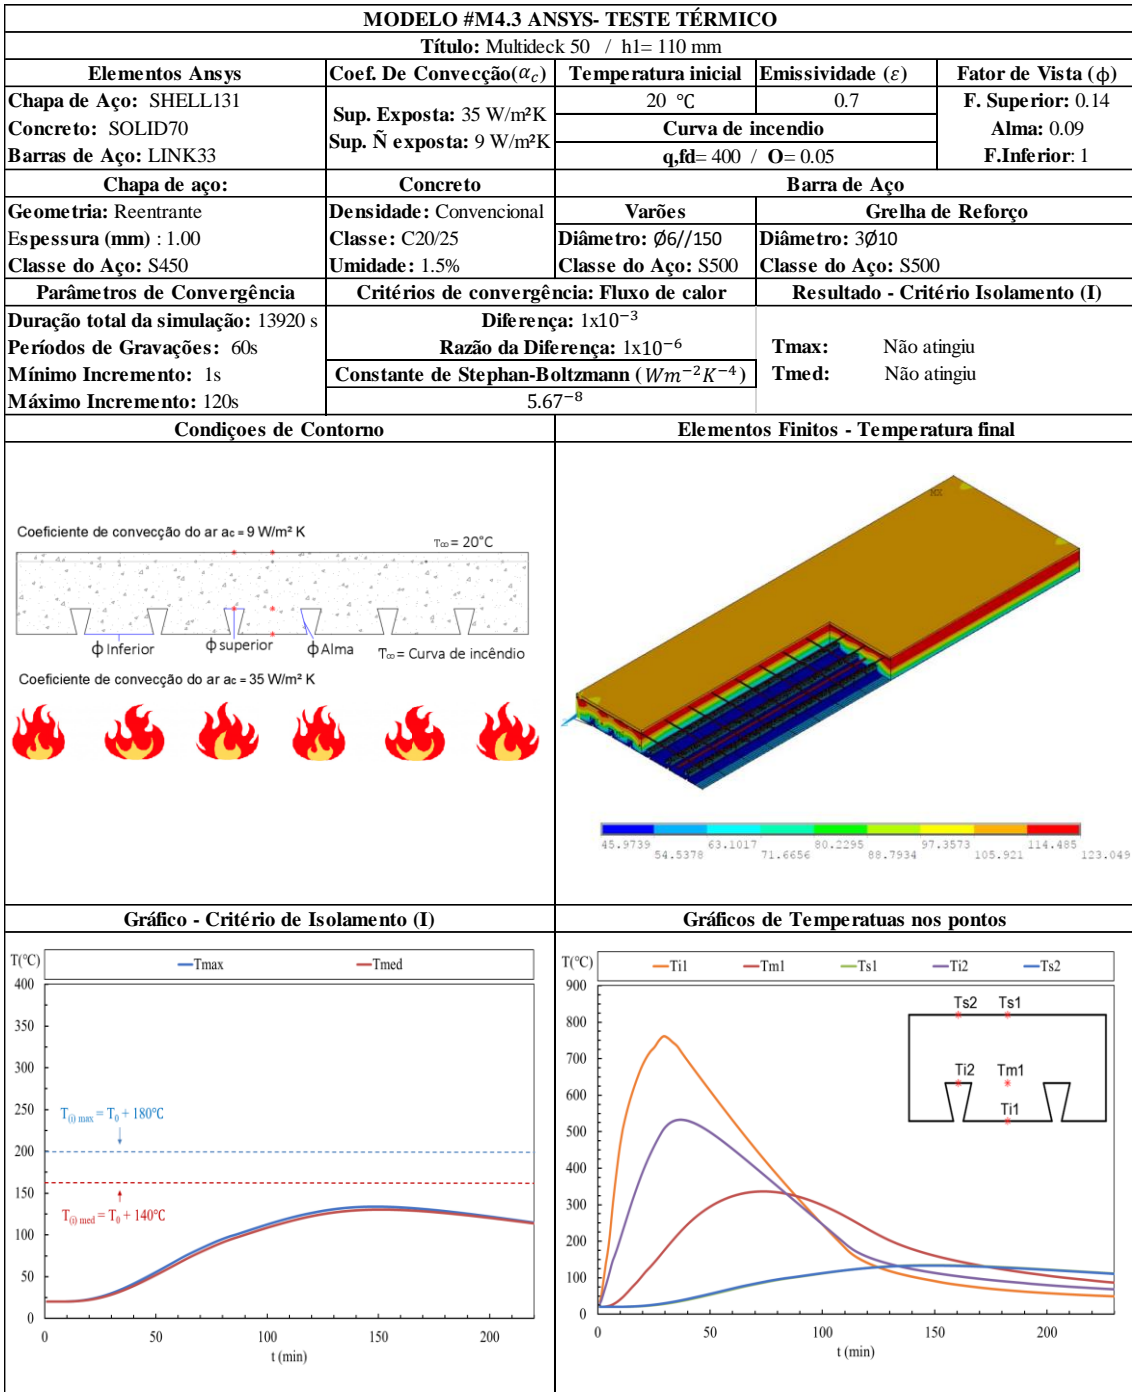 MODELO #M4.3 ANSYS- TESTE TÉRMICO
Título: Multideck 50 / h1= 110 mm
Elementos Ansys
Coef. De Convecção(αc)
Temperatura inicial
Emissividade (ε)
Fator de Vista (ϕ)
Chapa de Aço: SHELL131
Concreto: SOLID70
Barras de Aço: LINK33
Sup. Exposta: 35 W/m²K
Sup. Ñ exposta: 9 W/m²K
20 °C
0.7
Curva de incendio
q,fd= 400 / O= 0.05
F. Superior: 0.14
Alma: 0.09
F.Inferior: 1
Chapa de aço:
Concreto
Barra de Aço
Geometria: Reentrante
Espessura (mm) : 1.00
Classe do Aço: S450
Densidade: Convencional
Classe: C20/25
Umidade: 1.5%
Varões
Diâmetro: Ø6//150
Classe do Aço: S500
Grelha de Reforço
Diâmetro: 3Ø10
Classe do Aço: S500
Parâmetros de Convergência
Critérios de convergência: Fluxo de calor
Resultado - Critério Isolamento (I)
Duração total da simulação: 13920 s
Períodos de Gravações: 60s
Mínimo Incremento: 1s
Máximo Incremento: 120s
Diferença: 1x10⁻³
Razão da Diferença: 1x10⁻⁶
Constante de Stephan-Boltzmann ( Wm⁻²K⁻⁴)
5.67⁻⁸
Tmax: Não atingiu
Tmed: Não atingiu
Condiçoes de Contorno
Elementos Finitos - Temperatura final
Coeficiente de convecção do ar ac = 9 W/m² K
T∞ = 20°C
ϕ Inferior
ϕ superior
ϕ Alma
T∞ = Curva de incêndio
Coeficiente de convecção do ar ac = 35 W/m² K
MX
45.9739 63.1017 80.2295 97.3573 114.485
54.5378 71.6656 88.7934 105.921 123.049
Gráfico - Critério de Isolamento (I)
Gráficos de Temperatuas nos pontos
T(°C)
Tmax Tmed
400
350
300
250
200
150
100
50
0
T(i) max = T0 + 180°C
T(i) med = T0 + 140°C
0 50 100 150 200
t (min)
T(°C)
Ti1 Tm1 Ts1 Ti2 Ts2
900
800
700
600
500
400
300
200
100
0
Ts2 Ts1
Ti2 Tm1
Ti1
0 50 100 150 200
t (min)